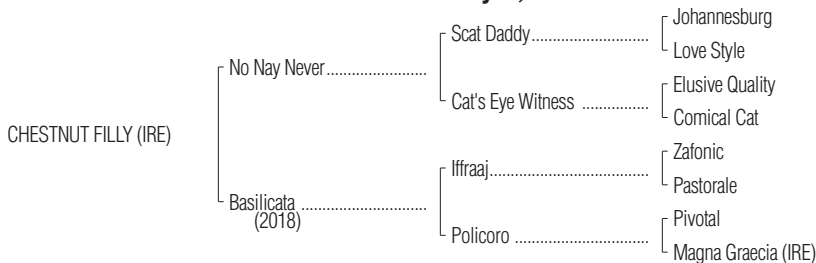 Johannesburg
Scat Daddy
Love Style
No Nay Never
Elusive Quality
Cat's Eye Witness
Comical Cat
CHESTNUT FILLY (IRE)
Zafonic
Iffraaj
Pastorale
Basilicata
(2018)
Pivotal
Policoro
Magna Graecia (IRE)